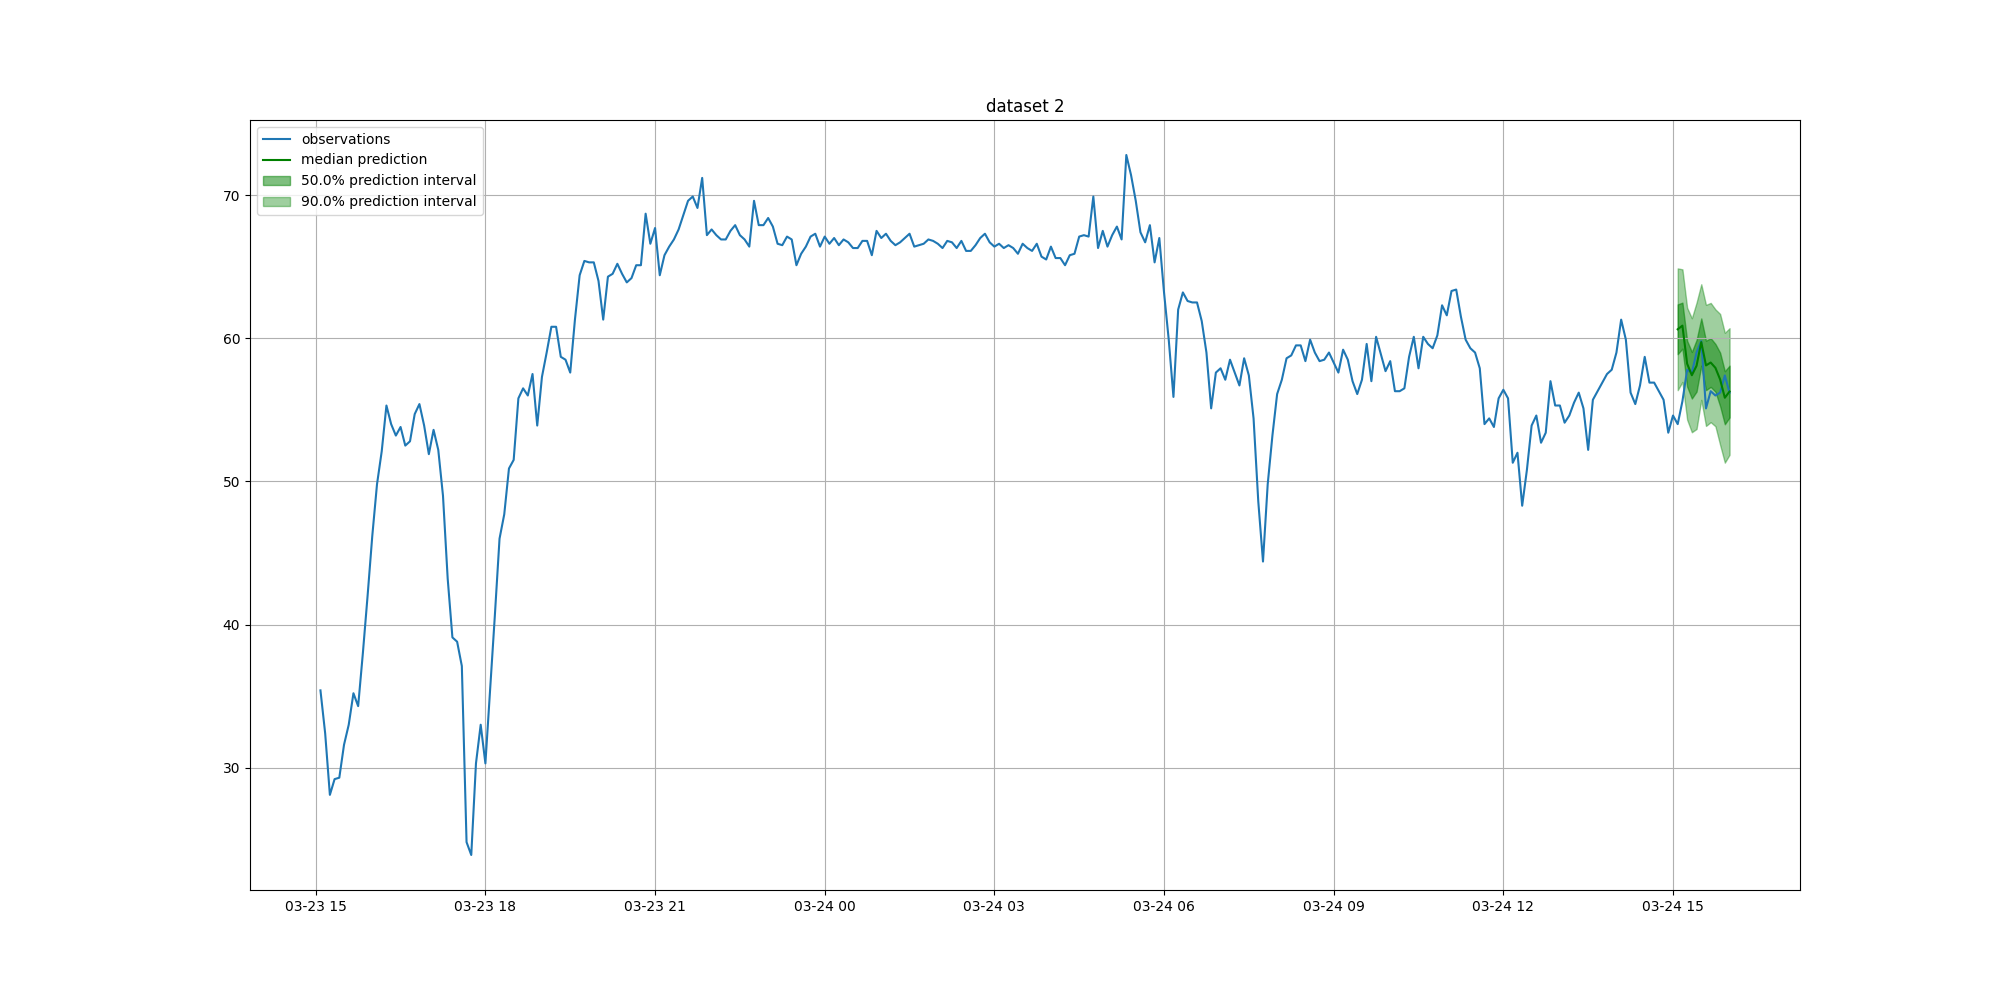 dataset 2
observations
median prediction
50.0% prediction interval
90.0% prediction interval
70
60
50
40
30
03-23 15
03-23 18
03-23 21
03-24 00
03-24 03
03-24 06
03-24 09
03-24 12
03-24 15